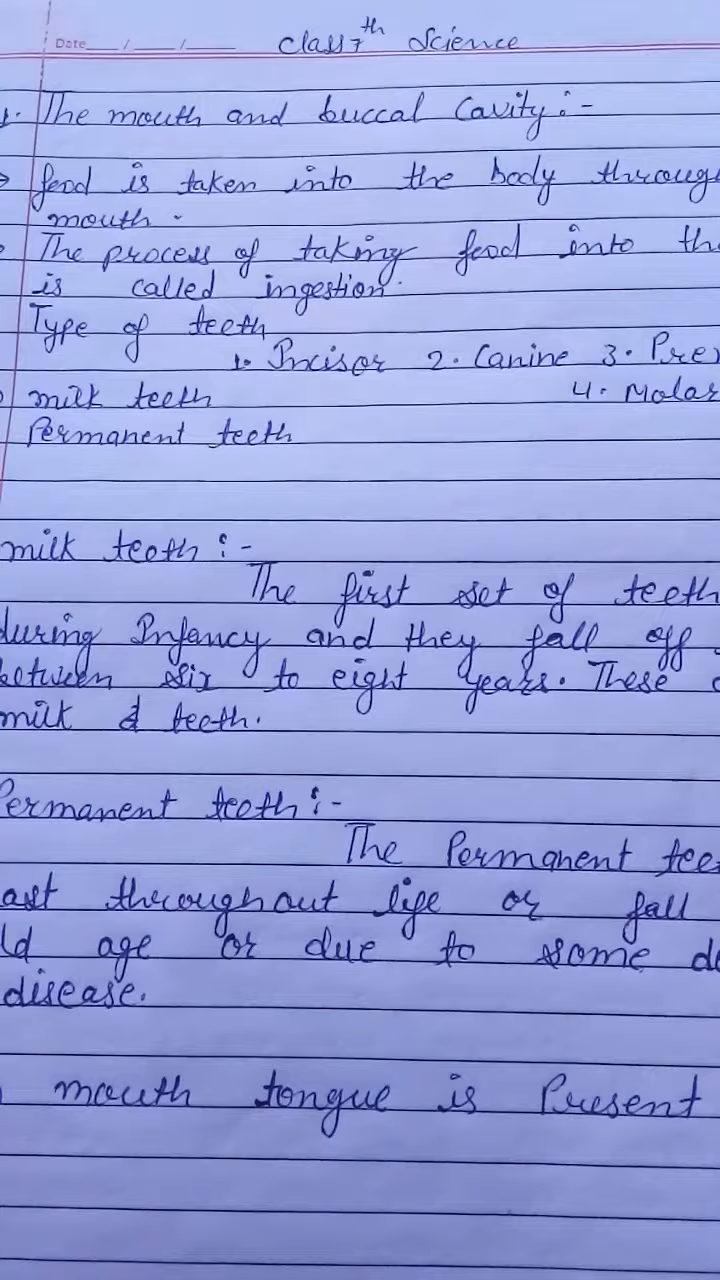 Date / / class 7th Science
1. The mouth and buccal Cavity :-
→ food is taken into the body throug
mouth.
The process of taking food into th
is called ingestion.
Type of teeth
1. Incisor 2. Canine 3. Pre
milk teeth 4. Molar
Permanent teeth
milk teeth :-
The first set of teeth
during Infancy and they fall off
between six to eight years. These
milk teeth.
Permanent teeth :-
The Permanent tee
ast throughout life or fall
ld age or due to some d
disease.
mouth tongue is Present